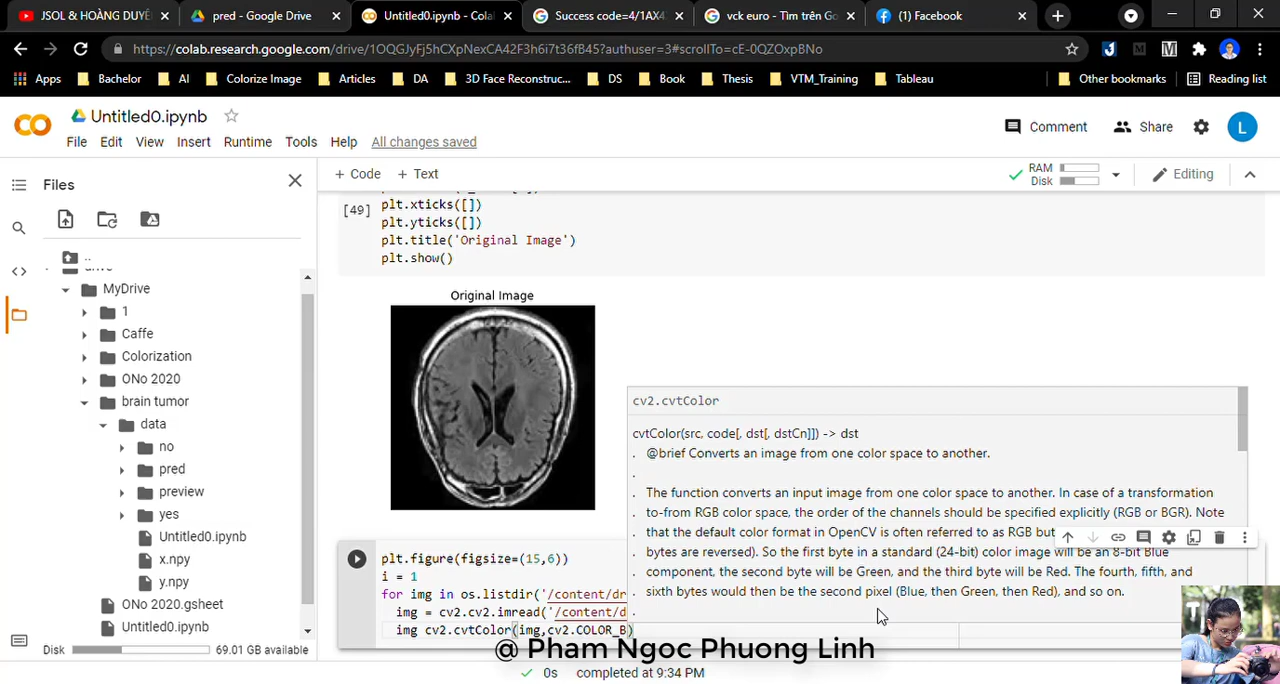 JSOL & HOÀNG DUYÊ
pred - Google Drive
Untitled0.ipynb - Cola
Success code=4/1AX4
vck euro - Tìm trên Go
(1) Facebook
https://colab.research.google.com/drive/1OQGJyFj5hCXpNexCA42F3h6i7t36fB45?authuser=3#scrollTo=cE-0QZOxpBNo
Apps
Bachelor
AI
Colorize Image
Articles
DA
3D Face Reconstruc...
DS
Book
Thesis
VTM_Training
Tableau
Other bookmarks
Reading list
CO
Untitled0.ipynb
File Edit View Insert Runtime Tools Help All changes saved
Comment
Share
L
Files
+ Code + Text
RAM
Disk
Editing
..
drive
MyDrive
1
Caffe
Colorization
ONo 2020
brain tumor
data
no
pred
preview
yes
Untitled0.ipynb
x.npy
y.npy
ONo 2020.gsheet
Untitled0.ipynb
Disk 69.01 GB available
[49]
plt.xticks([])
plt.yticks([])
plt.title('Original Image')
plt.show()
Original Image
cv2.cvtColor
cvtColor(src, code[, dst[, dstCn]]) -> dst
. @brief Converts an image from one color space to another.
.
. The function converts an input image from one color space to another. In case of a transformation
. to-from RGB color space, the order of the channels should be specified explicitly (RGB or BGR). Note
. that the default color format in OpenCV is often referred to as RGB but
. bytes are reversed). So the first byte in a standard (24-bit) color image will be an 8-bit Blue
. component, the second byte will be Green, and the third byte will be Red. The fourth, fifth, and
. sixth bytes would then be the second pixel (Blue, then Green, then Red), and so on.
.
plt.figure(figsize=(15,6))
i = 1
for img in os.listdir('/content/dr
img = cv2.cv2.imread('/content/d
img cv2.cvtColor(img,cv2.COLOR_B)
@ Pham Ngoc Phuong Linh
0s completed at 9:34 PM